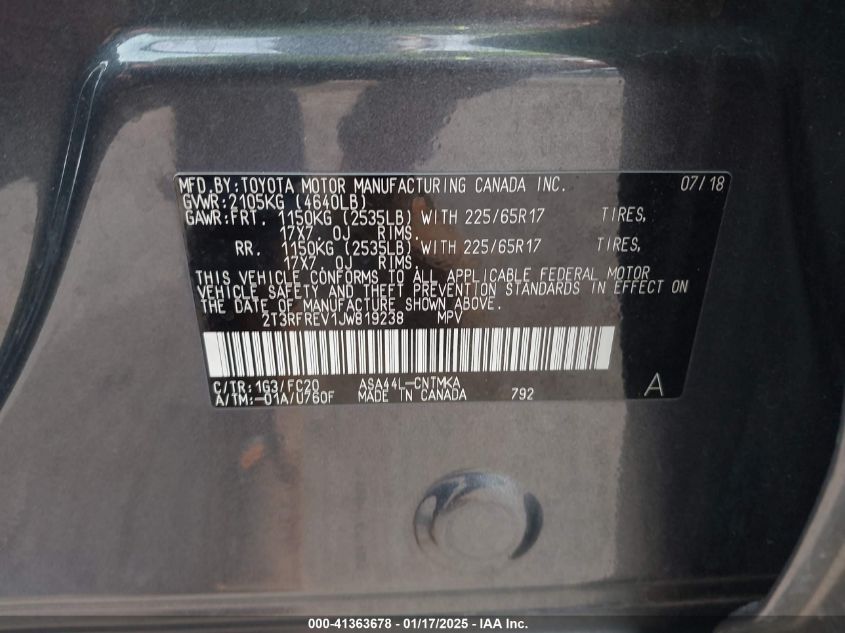 MFD.BY:TOYOTA MOTOR MANUFACTURING CANADA INC. 07/18
GVWR:2105KG (4640LB)
GAWR:FRT. 1150KG (2535LB) WITH 225/65R17 TIRES,
17X7.0J RIMS.
RR. 1150KG (2535LB) WITH 225/65R17 TIRES,
17X7.0J RIMS.
THIS VEHICLE CONFORMS TO ALL APPLICABLE FEDERAL MOTOR
VEHICLE SAFETY AND THEFT PREVENTION STANDARDS IN EFFECT ON
THE DATE OF MANUFACTURE SHOWN ABOVE.
2T3RFREV1JW819238 MPV
C/TR:1G3/FC20 ASA44L-CNTMKA
A/TM:-01A/U760F MADE IN CANADA 792 A
000-41363678 - 01/17/2025 - IAA Inc.